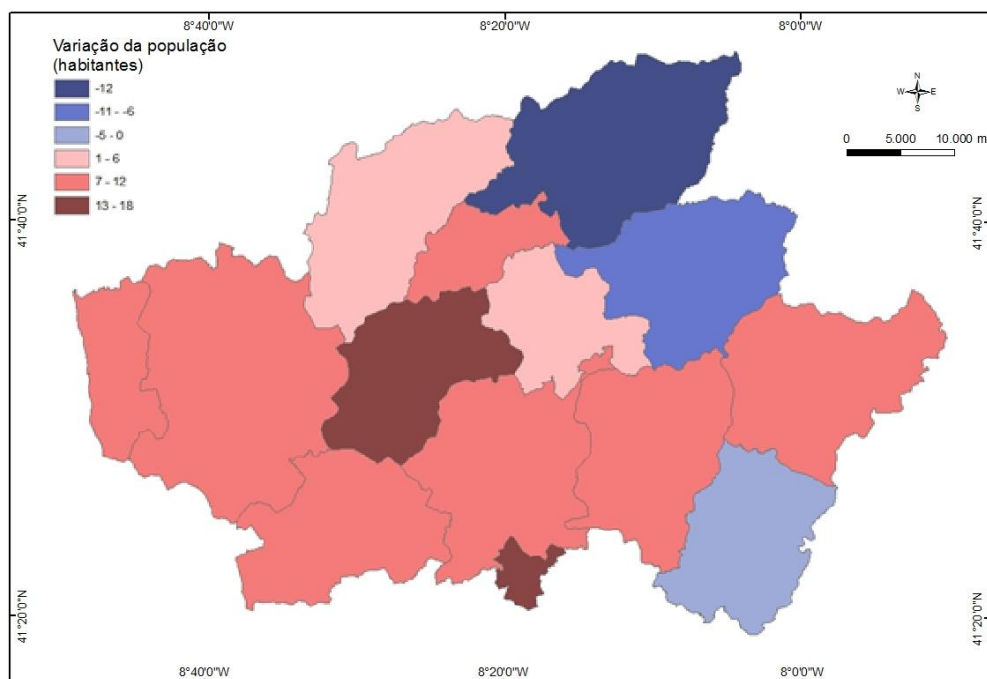 8°40'0"W 8°20'0"W 8°0'0"W
Variação da população
(habitantes)
-12
-11 - -6
-5 - 0
1 - 6
7 - 12
13 - 18
N
W E
S
0 5.000 10.000 m
41°40'0"N 41°40'0"N
41°20'0"N 41°20'0"N
8°40'0"W 8°20'0"W 8°0'0"W